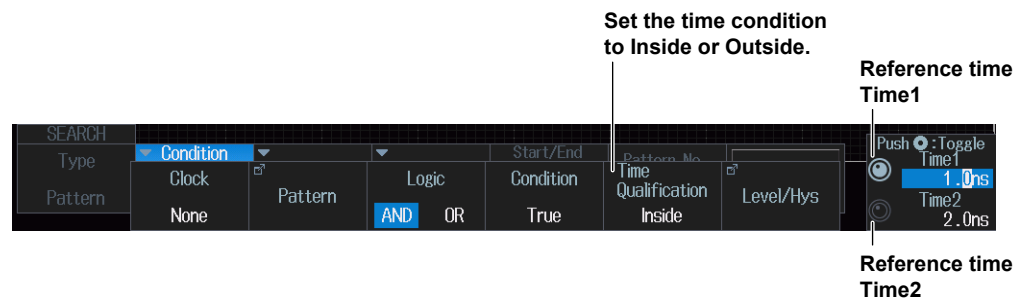 Set the time condition
to Inside or Outside.
Reference time
Time1
SEARCH
Type
Pattern
Condition
Start/End
Pattern No.
Clock
None
Pattern
Logic
AND OR
Condition
True
Time
Qualification
Inside
Level/Hys
Push :Toggle
Time1
1.0ns
Time2
2.0ns
Reference time
Time2